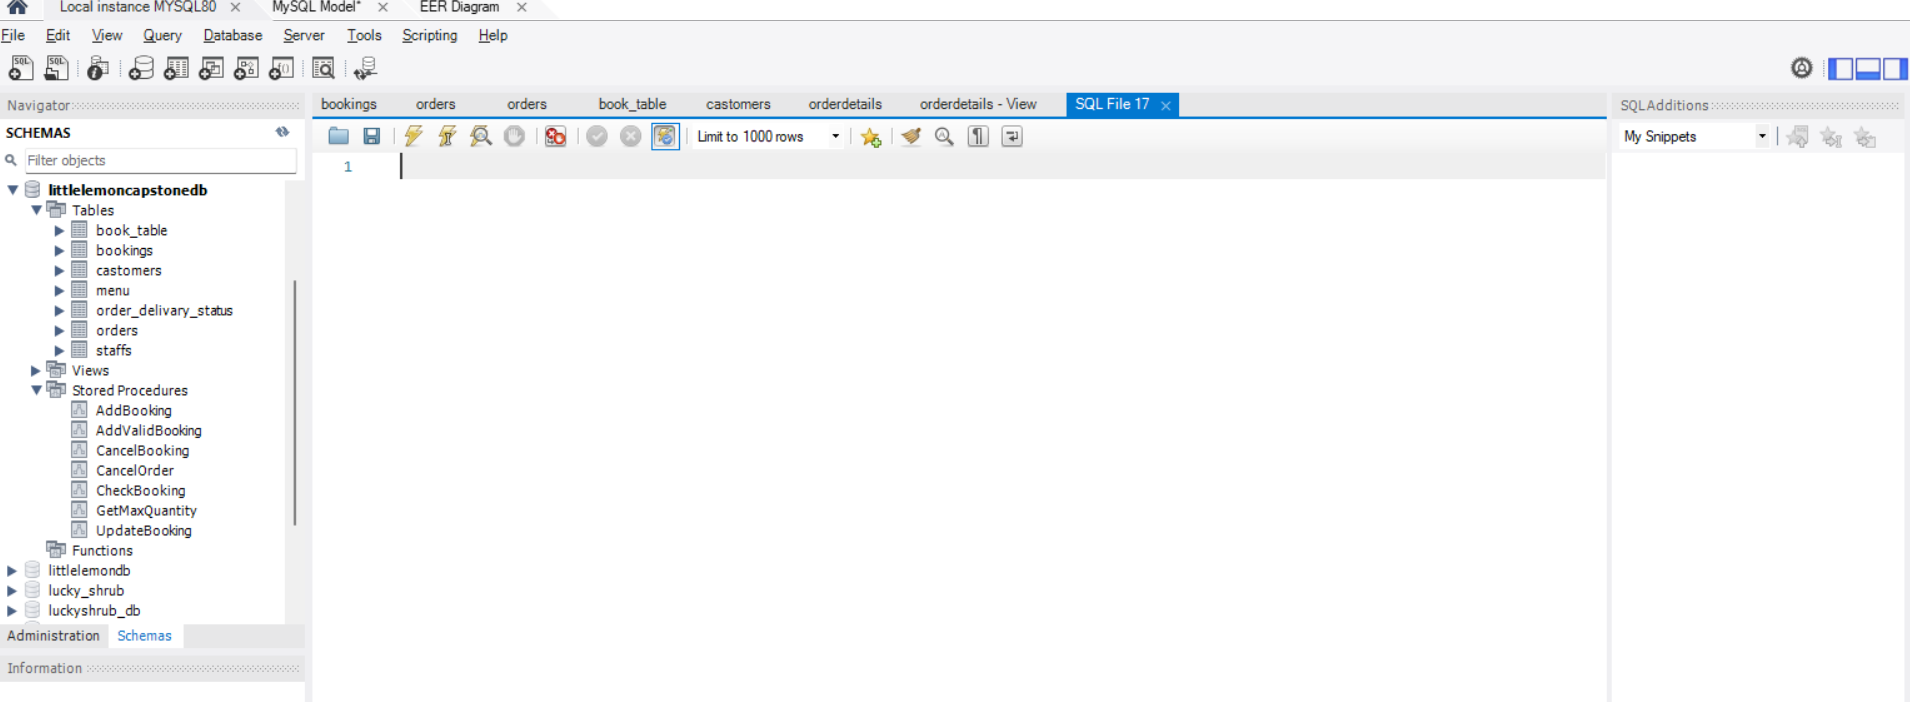 Local instance MYSQL80 × MySQL Model* × EER Diagram ×
File Edit View Query Database Server Tools Scripting Help
Navigator
SCHEMAS
Filter objects
littlelemoncapstonedb
Tables
book_table
bookings
castomers
menu
order_delivary_status
orders
staffs
Views
Stored Procedures
AddBooking
AddValidBooking
CancelBooking
CancelOrder
CheckBooking
GetMaxQuantity
UpdateBooking
Functions
littlelemondb
lucky_shrub
luckyshrub_db
Administration Schemas
Information
bookings orders orders book_table castomers orderdetails orderdetails - View SQL File 17 ×
Limit to 1000 rows
1
SQLAdditions
My Snippets